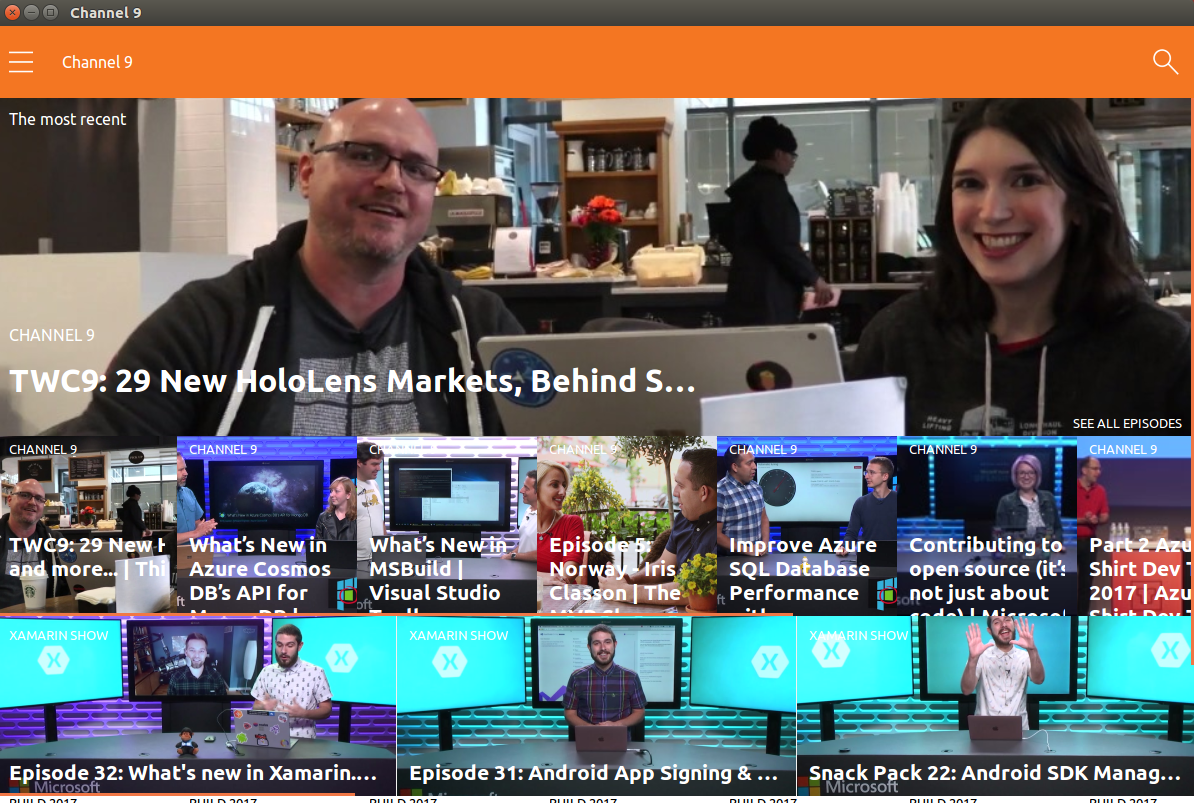 Channel 9
Channel 9
The most recent
CHANNEL 9
TWC9: 29 New HoloLens Markets, Behind S...
SEE ALL EPISODES
CHANNEL 9
TWC9: 29 New H
and more... | Thi
CHANNEL 9
What's New in
Azure Cosmos
DB's API for
CHANNEL 9
What's New in
MSBuild |
Visual Studio
CHANNEL 9
Episode 5:
Norway - Iris
Classon | The
CHANNEL 9
Improve Azure
SQL Database
Performance
with
CHANNEL 9
Contributing to
open source (it's
not just about
code) | Microsof
CHANNEL 9
Part 2 Azu
Shirt Dev T
2017 | Azu
Shirt Dev T
XAMARIN SHOW
Microsoft
Episode 32: What's new in Xamarin....
XAMARIN SHOW
Microsoft
Episode 31: Android App Signing & ...
XAMARIN SHOW
Microsoft
Snack Pack 22: Android SDK Manag...
BUILD 2017
BUILD 2017
BUILD 2017
BUILD 2017
BUILD 2017
BUILD 2017
BUILD 2017